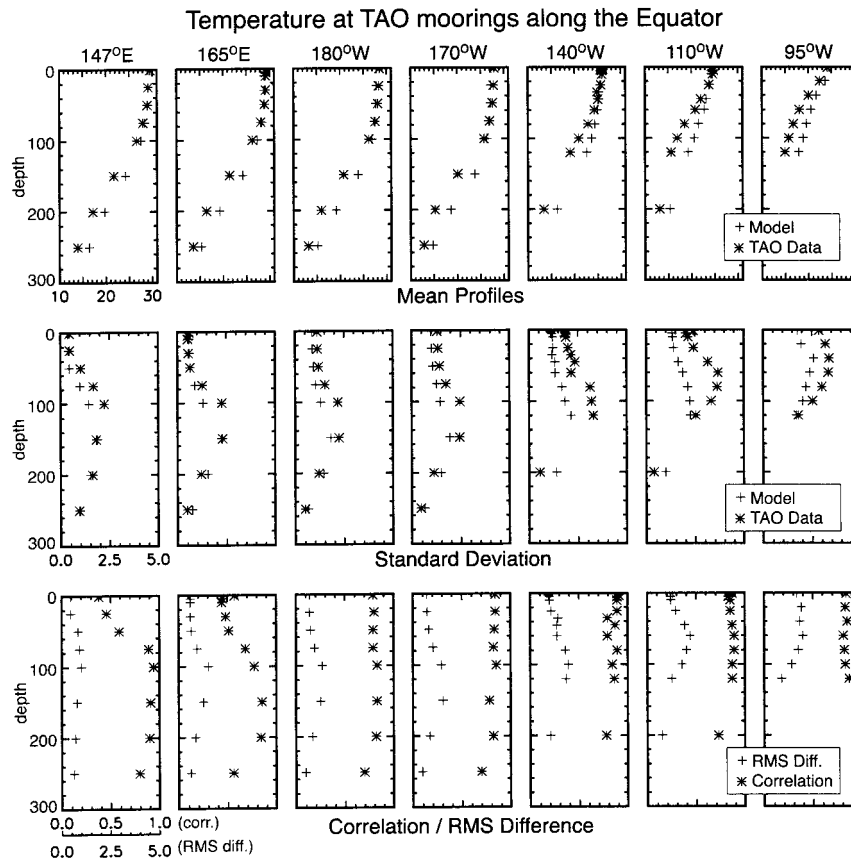 Temperature at TAO moorings along the Equator
147°E 165°E 180°W 170°W 140°W 110°W 95°W
0
100
200
300
depth
10 20 30
+ Model
* TAO Data
Mean Profiles
0
100
200
300
depth
0.0 2.5 5.0
+ Model
* TAO Data
Standard Deviation
0
100
200
300
depth
+ RMS Diff.
* Correlation
0.0 0.5 1.0 (corr.)
0.0 2.5 5.0 (RMS diff.)
Correlation / RMS Difference